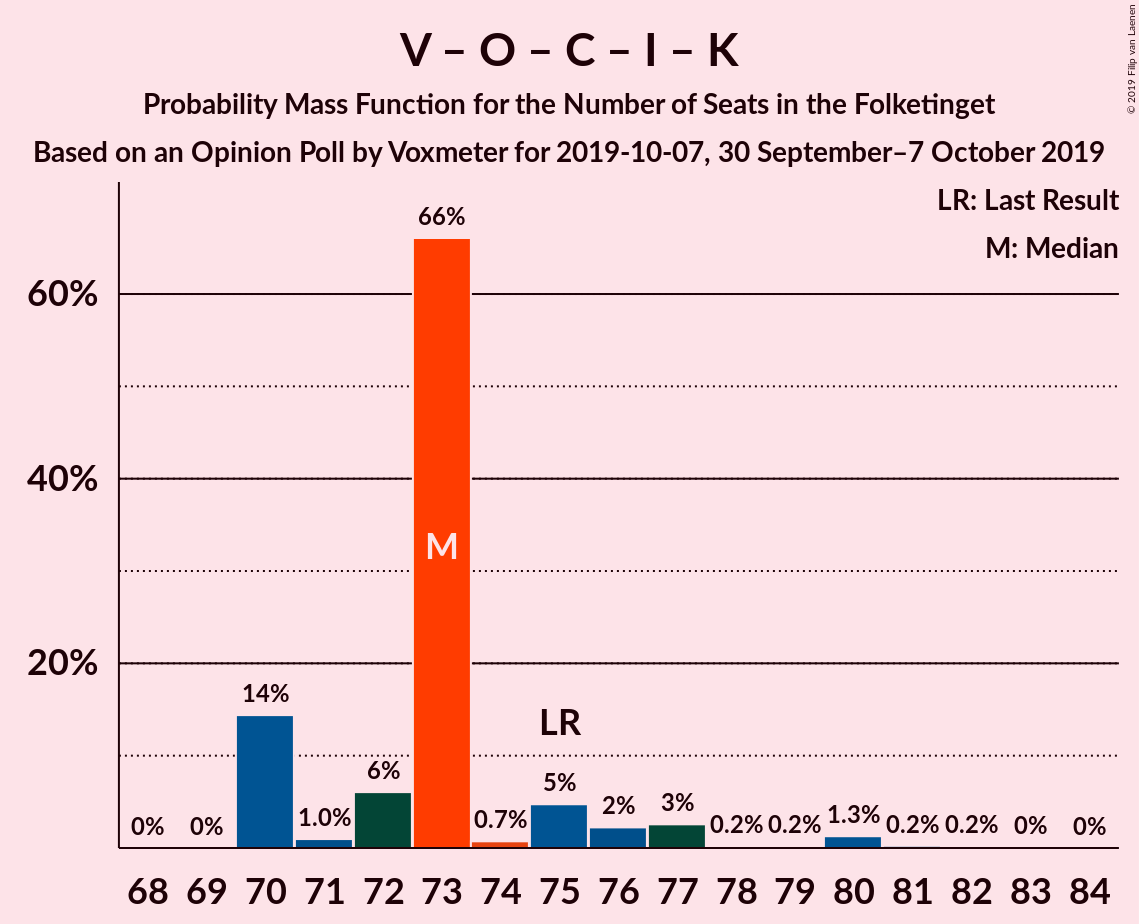 V – O – C – I – K
Probability Mass Function for the Number of Seats in the Folketinget
Based on an Opinion Poll by Voxmeter for 2019-10-07, 30 September–7 October 2019
© 2019 Filip van Laenen
LR: Last Result
M: Median
60%
40%
20%
0%
0%
14%
1.0%
6%
66%
M
0.7%
LR
5%
2%
3%
0.2%
0.2%
1.3%
0.2%
0.2%
0%
0%
68 69 70 71 72 73 74 75 76 77 78 79 80 81 82 83 84